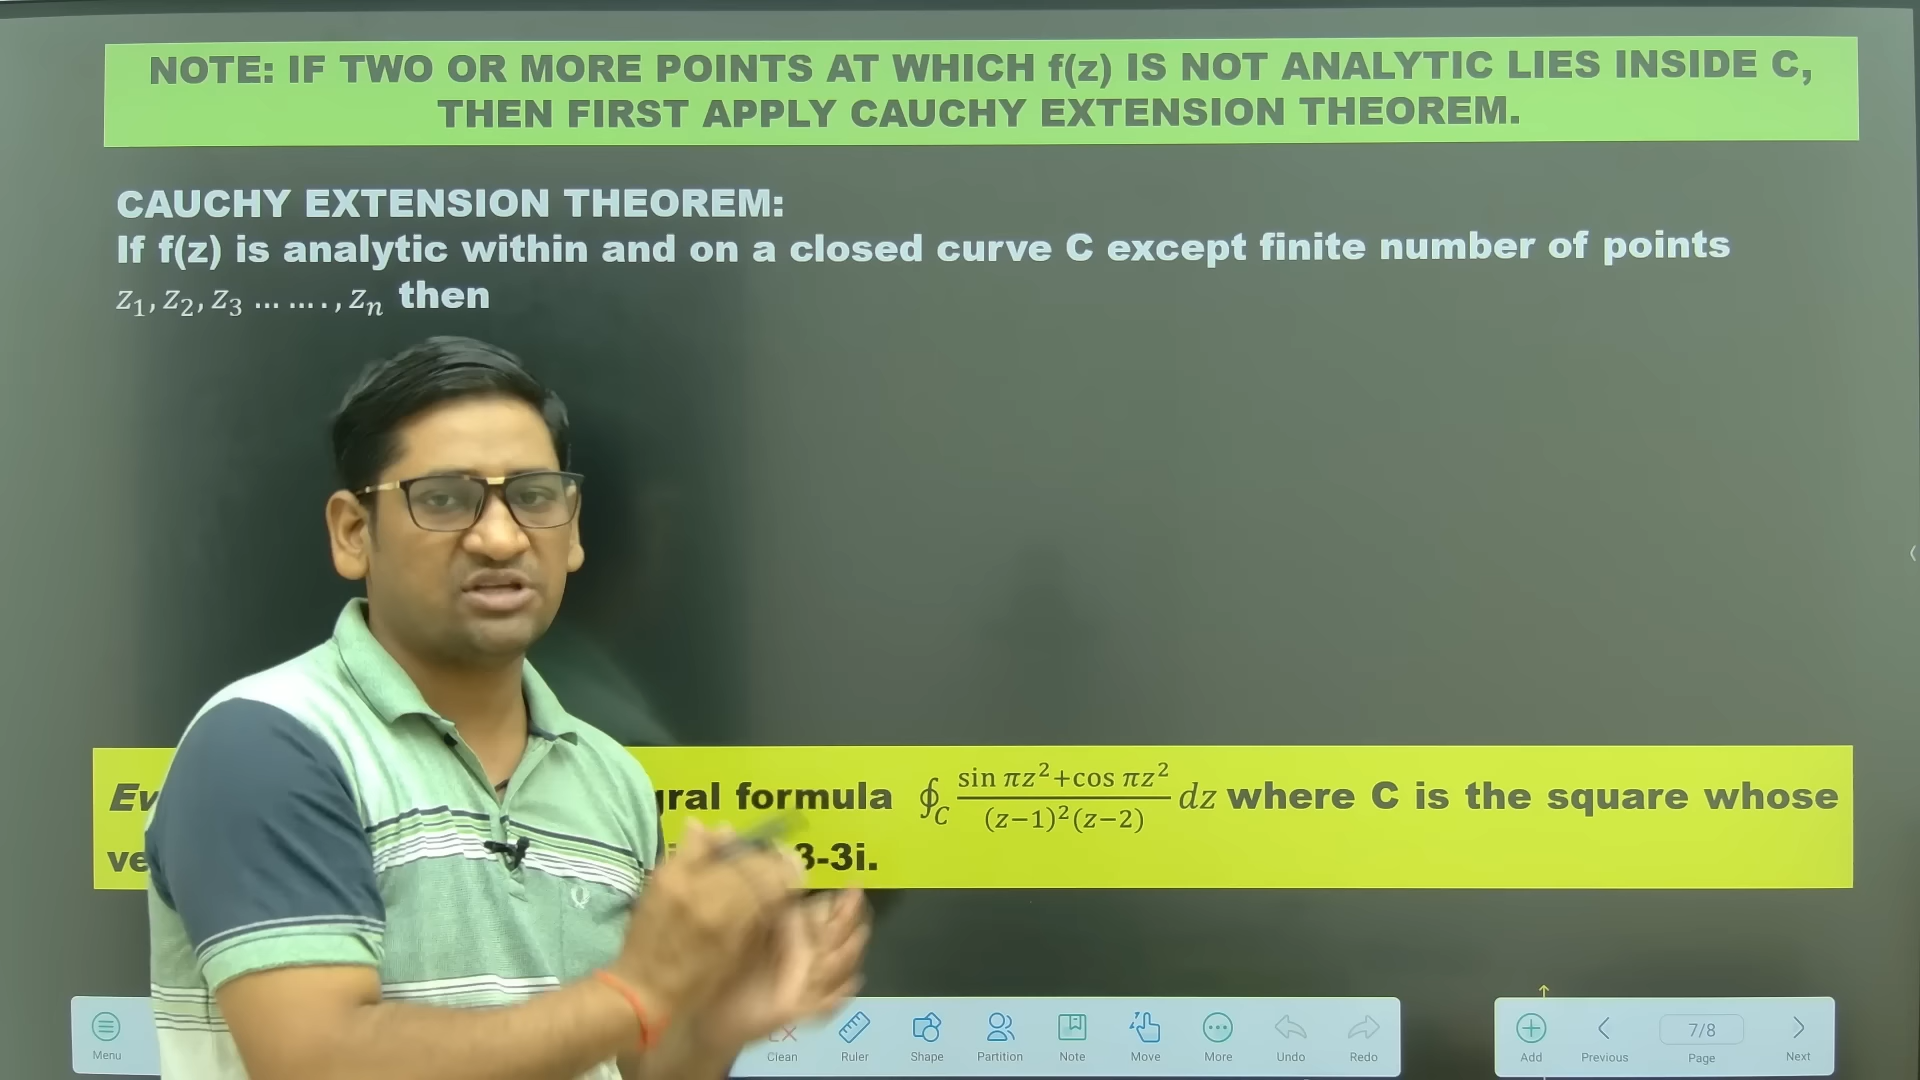 NOTE: IF TWO OR MORE POINTS AT WHICH f(z) IS NOT ANALYTIC LIES INSIDE C,
THEN FIRST APPLY CAUCHY EXTENSION THEOREM.
CAUCHY EXTENSION THEOREM:
If f(z) is analytic within and on a closed curve C except finite number of points
z₁, z₂, z₃ … … . , zₙ then
gral formula ∮_C (sin πz²+cos πz²)/((z−1)²(z−2)) dz where C is the square whose
3-3i.
Menu Clean Ruler Shape Partition Note Move More Undo Redo Add Previous 7/8 Page Next